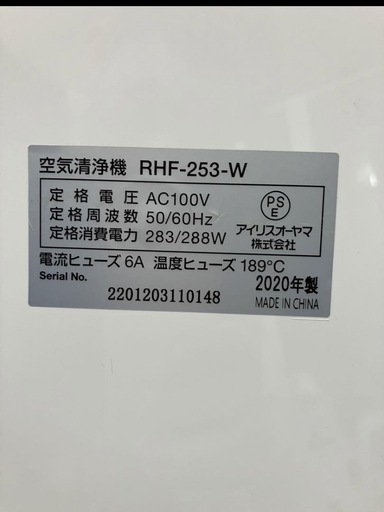 空気清浄機 RHF-253-W
定格電圧 AC100V
定格周波数 50/60Hz
定格消費電力 283/288W
PS
E
アイリスオーヤマ
株式会社
電流ヒューズ 6A 温度ヒューズ 189°C
Serial No.
2020年製
2201203110148
MADE IN CHINA